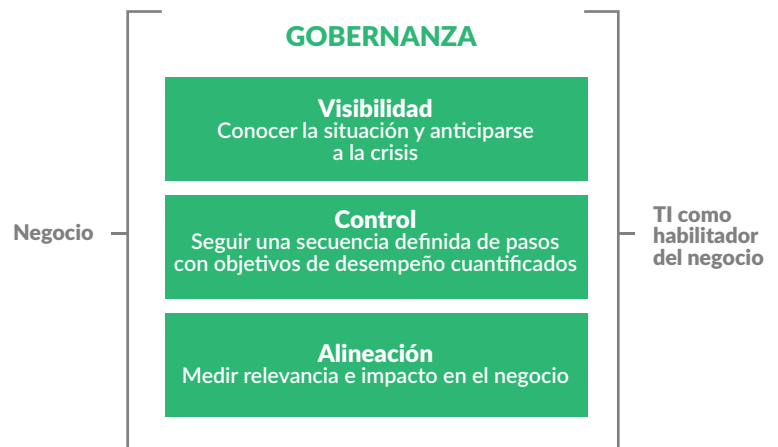 GOBERNANZA
Visibilidad
Conocer la situación y anticiparse
a la crisis
Negocio
Control
Seguir una secuencia definida de pasos
con objetivos de desempeño cuantificados
TI como
habilitador
del negocio
Alineación
Medir relevancia e impacto en el negocio